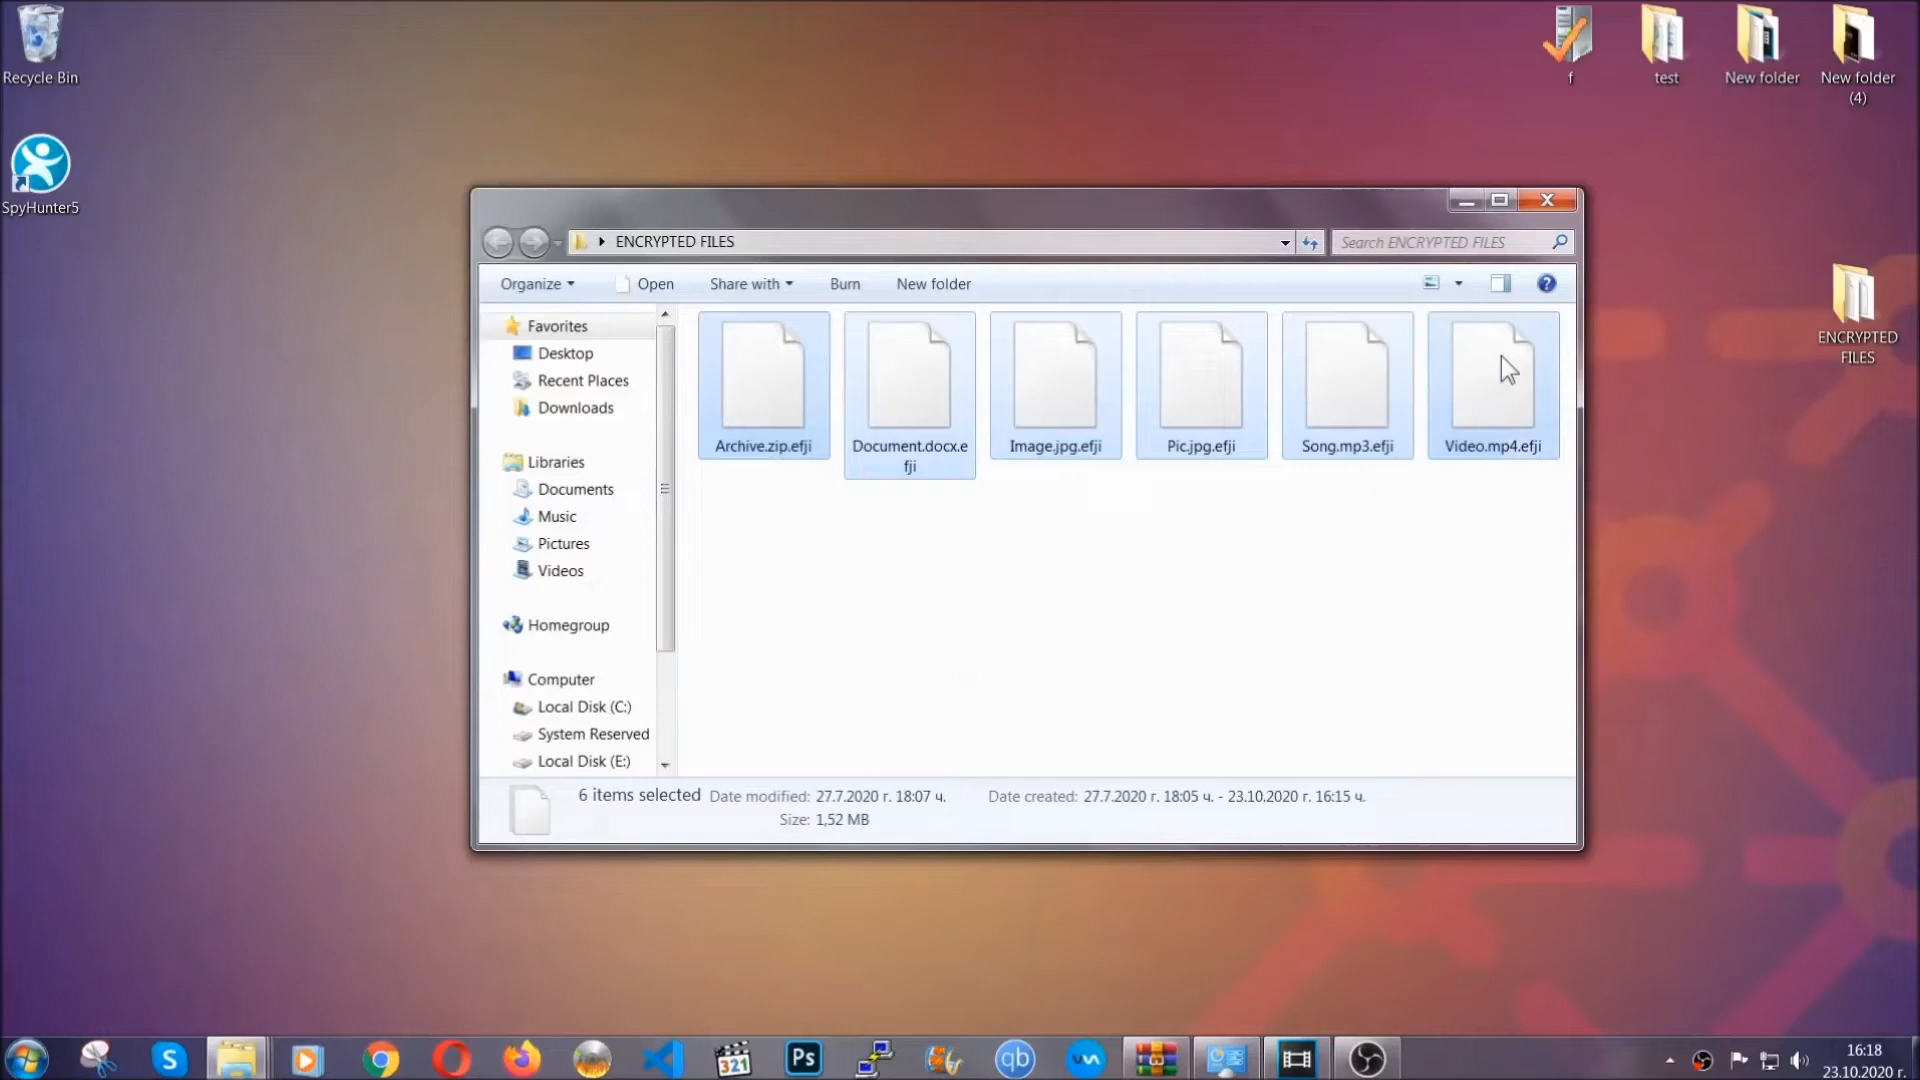 Recycle Bin
SpyHunter5
f
test
New folder
New folder
(4)
ENCRYPTED
FILES
ENCRYPTED FILES
Search ENCRYPTED FILES
Organize
Open
Share with
Burn
New folder
Favorites
Desktop
Recent Places
Downloads
Libraries
Documents
Music
Pictures
Videos
Homegroup
Computer
Local Disk (C:)
System Reserved
Local Disk (E:)
Archive.zip.efji
Document.docx.e
fji
Image.jpg.efji
Pic.jpg.efji
Song.mp3.efji
Video.mp4.efji
6 items selected
Date modified: 27.7.2020 г. 18:07 ч.
Date created: 27.7.2020 г. 18:05 ч. - 23.10.2020 г. 16:15 ч.
Size: 1,52 MB
S
321
Ps
qb
16:18
23.10.2020 г.